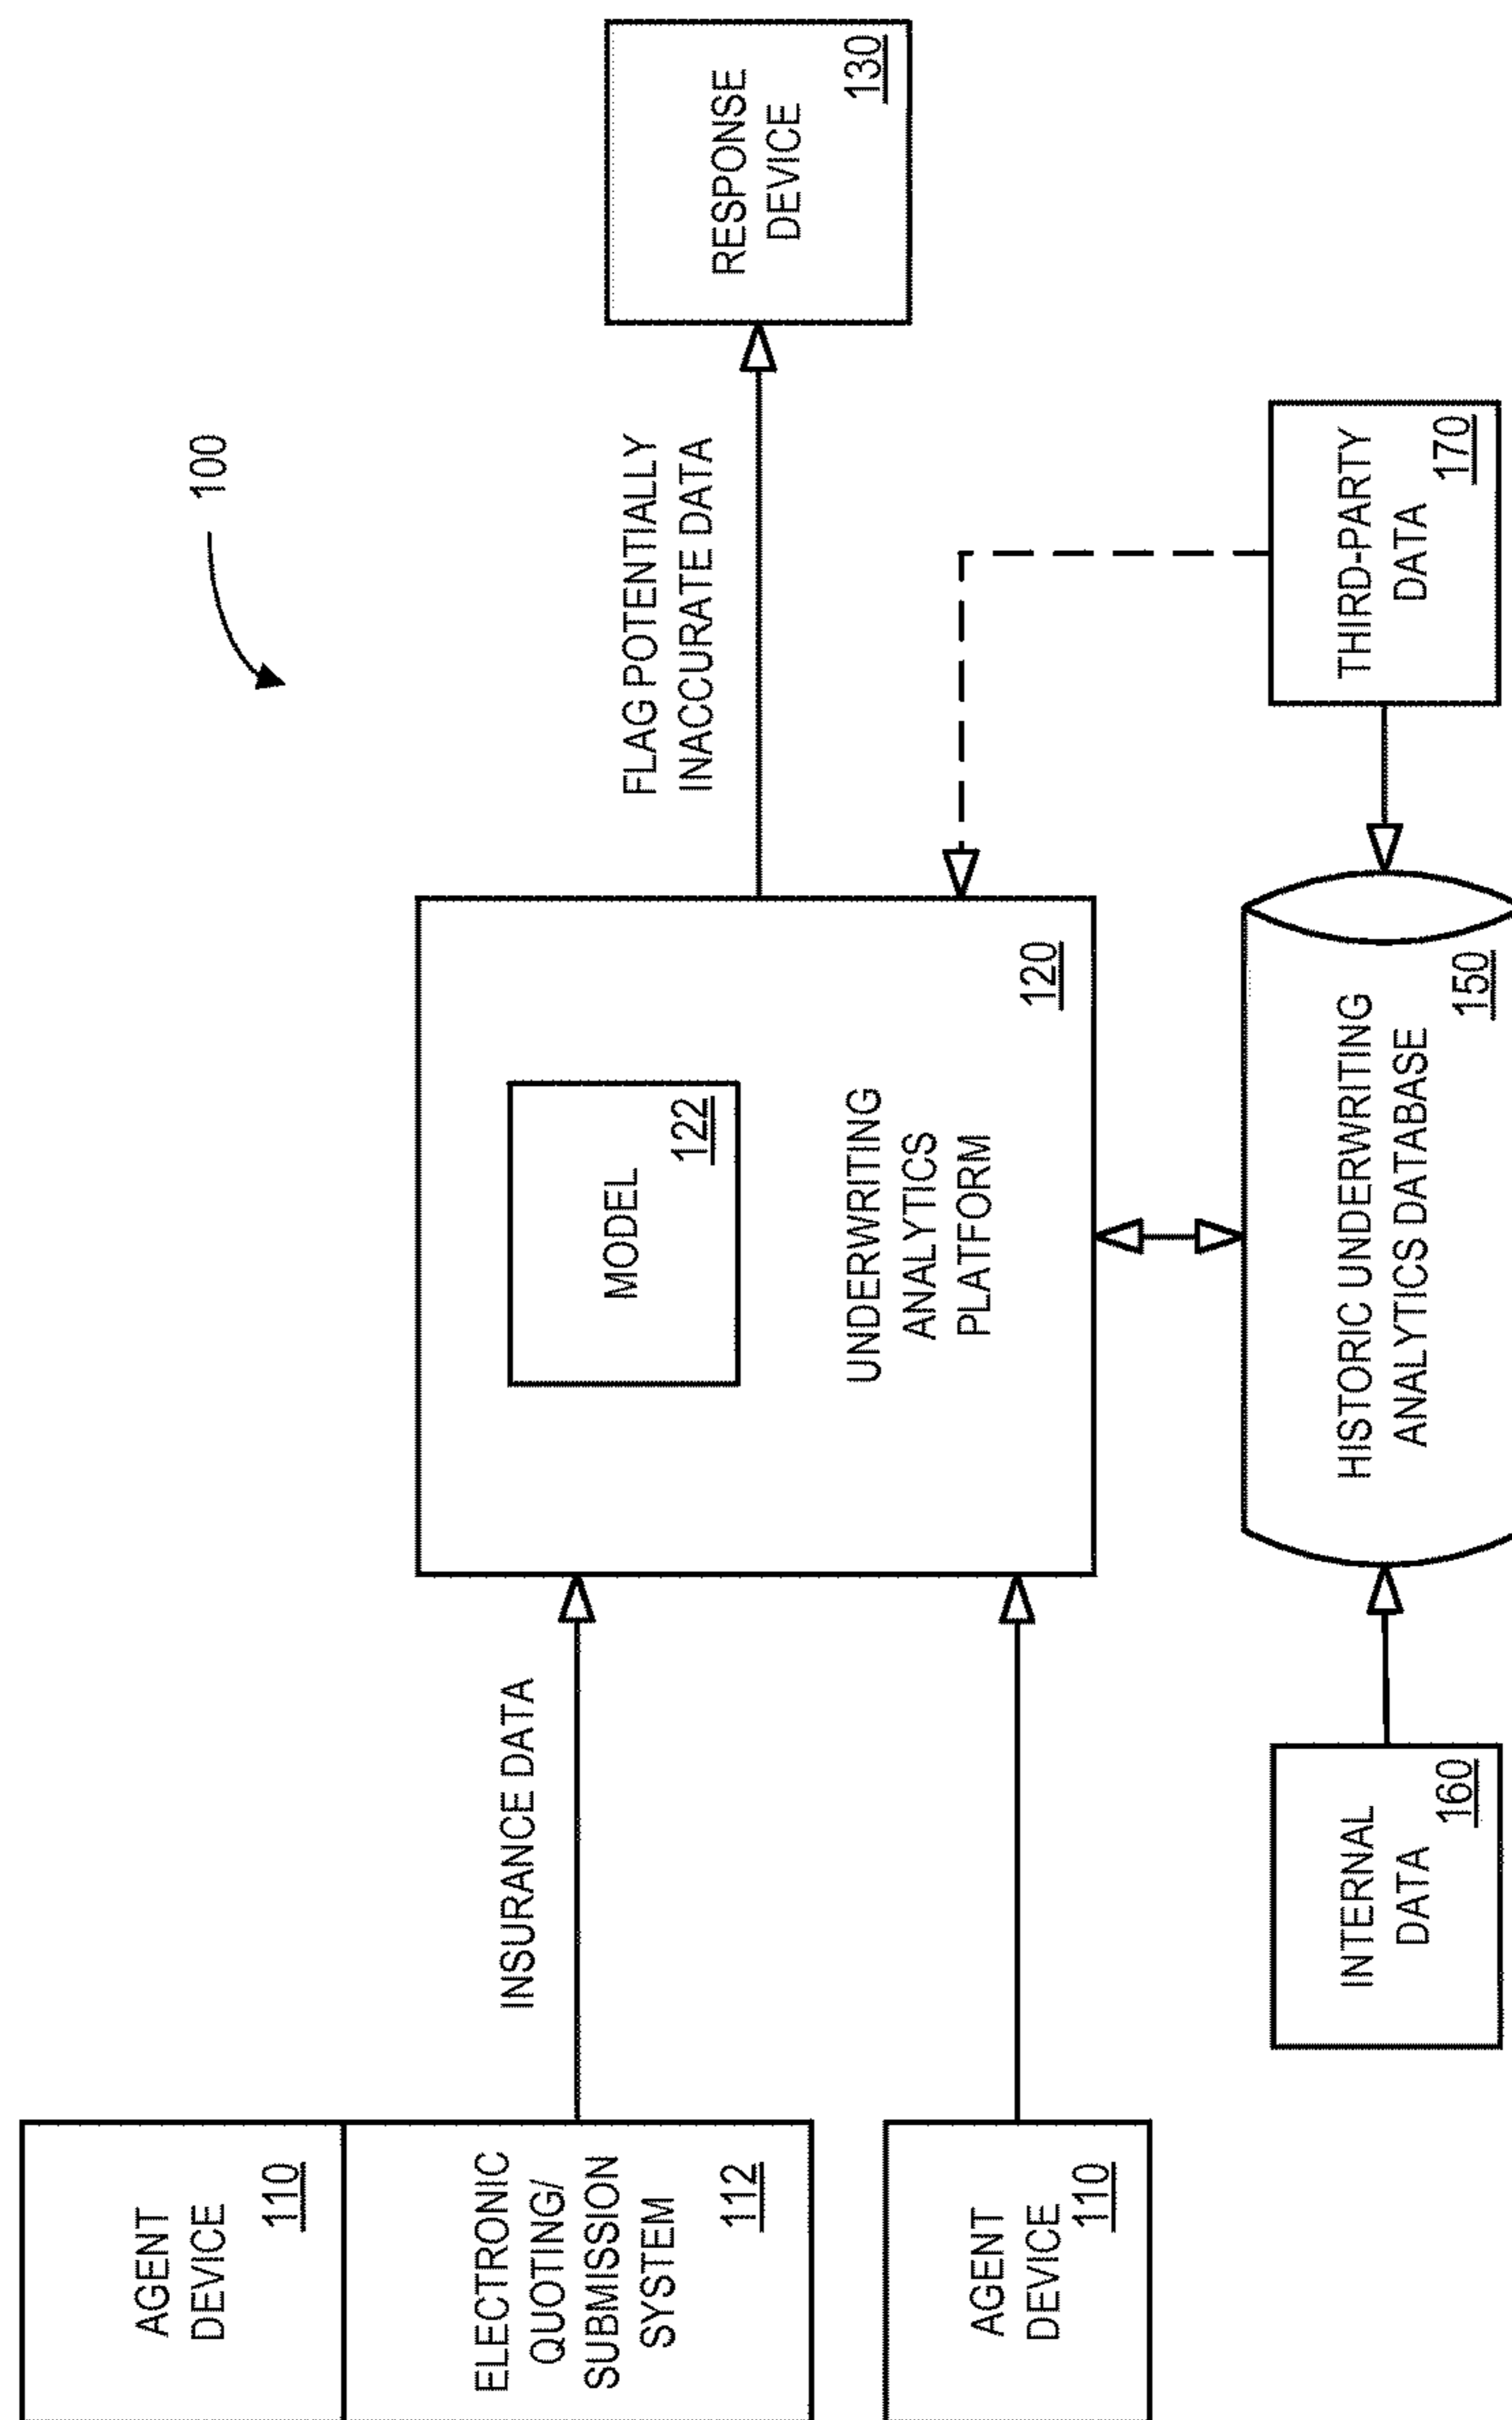 100
AGENT
DEVICE
110
ELECTRONIC
QUOTING/
SUBMISSION
SYSTEM
112
AGENT
DEVICE
110
INSURANCE DATA
MODEL
122
UNDERWRITING
ANALYTICS
PLATFORM
120
FLAG POTENTIALLY
INACCURATE DATA
RESPONSE
DEVICE
130
INTERNAL
DATA
160
HISTORIC UNDERWRITING
ANALYTICS DATABASE
150
THIRD-PARTY
DATA
170